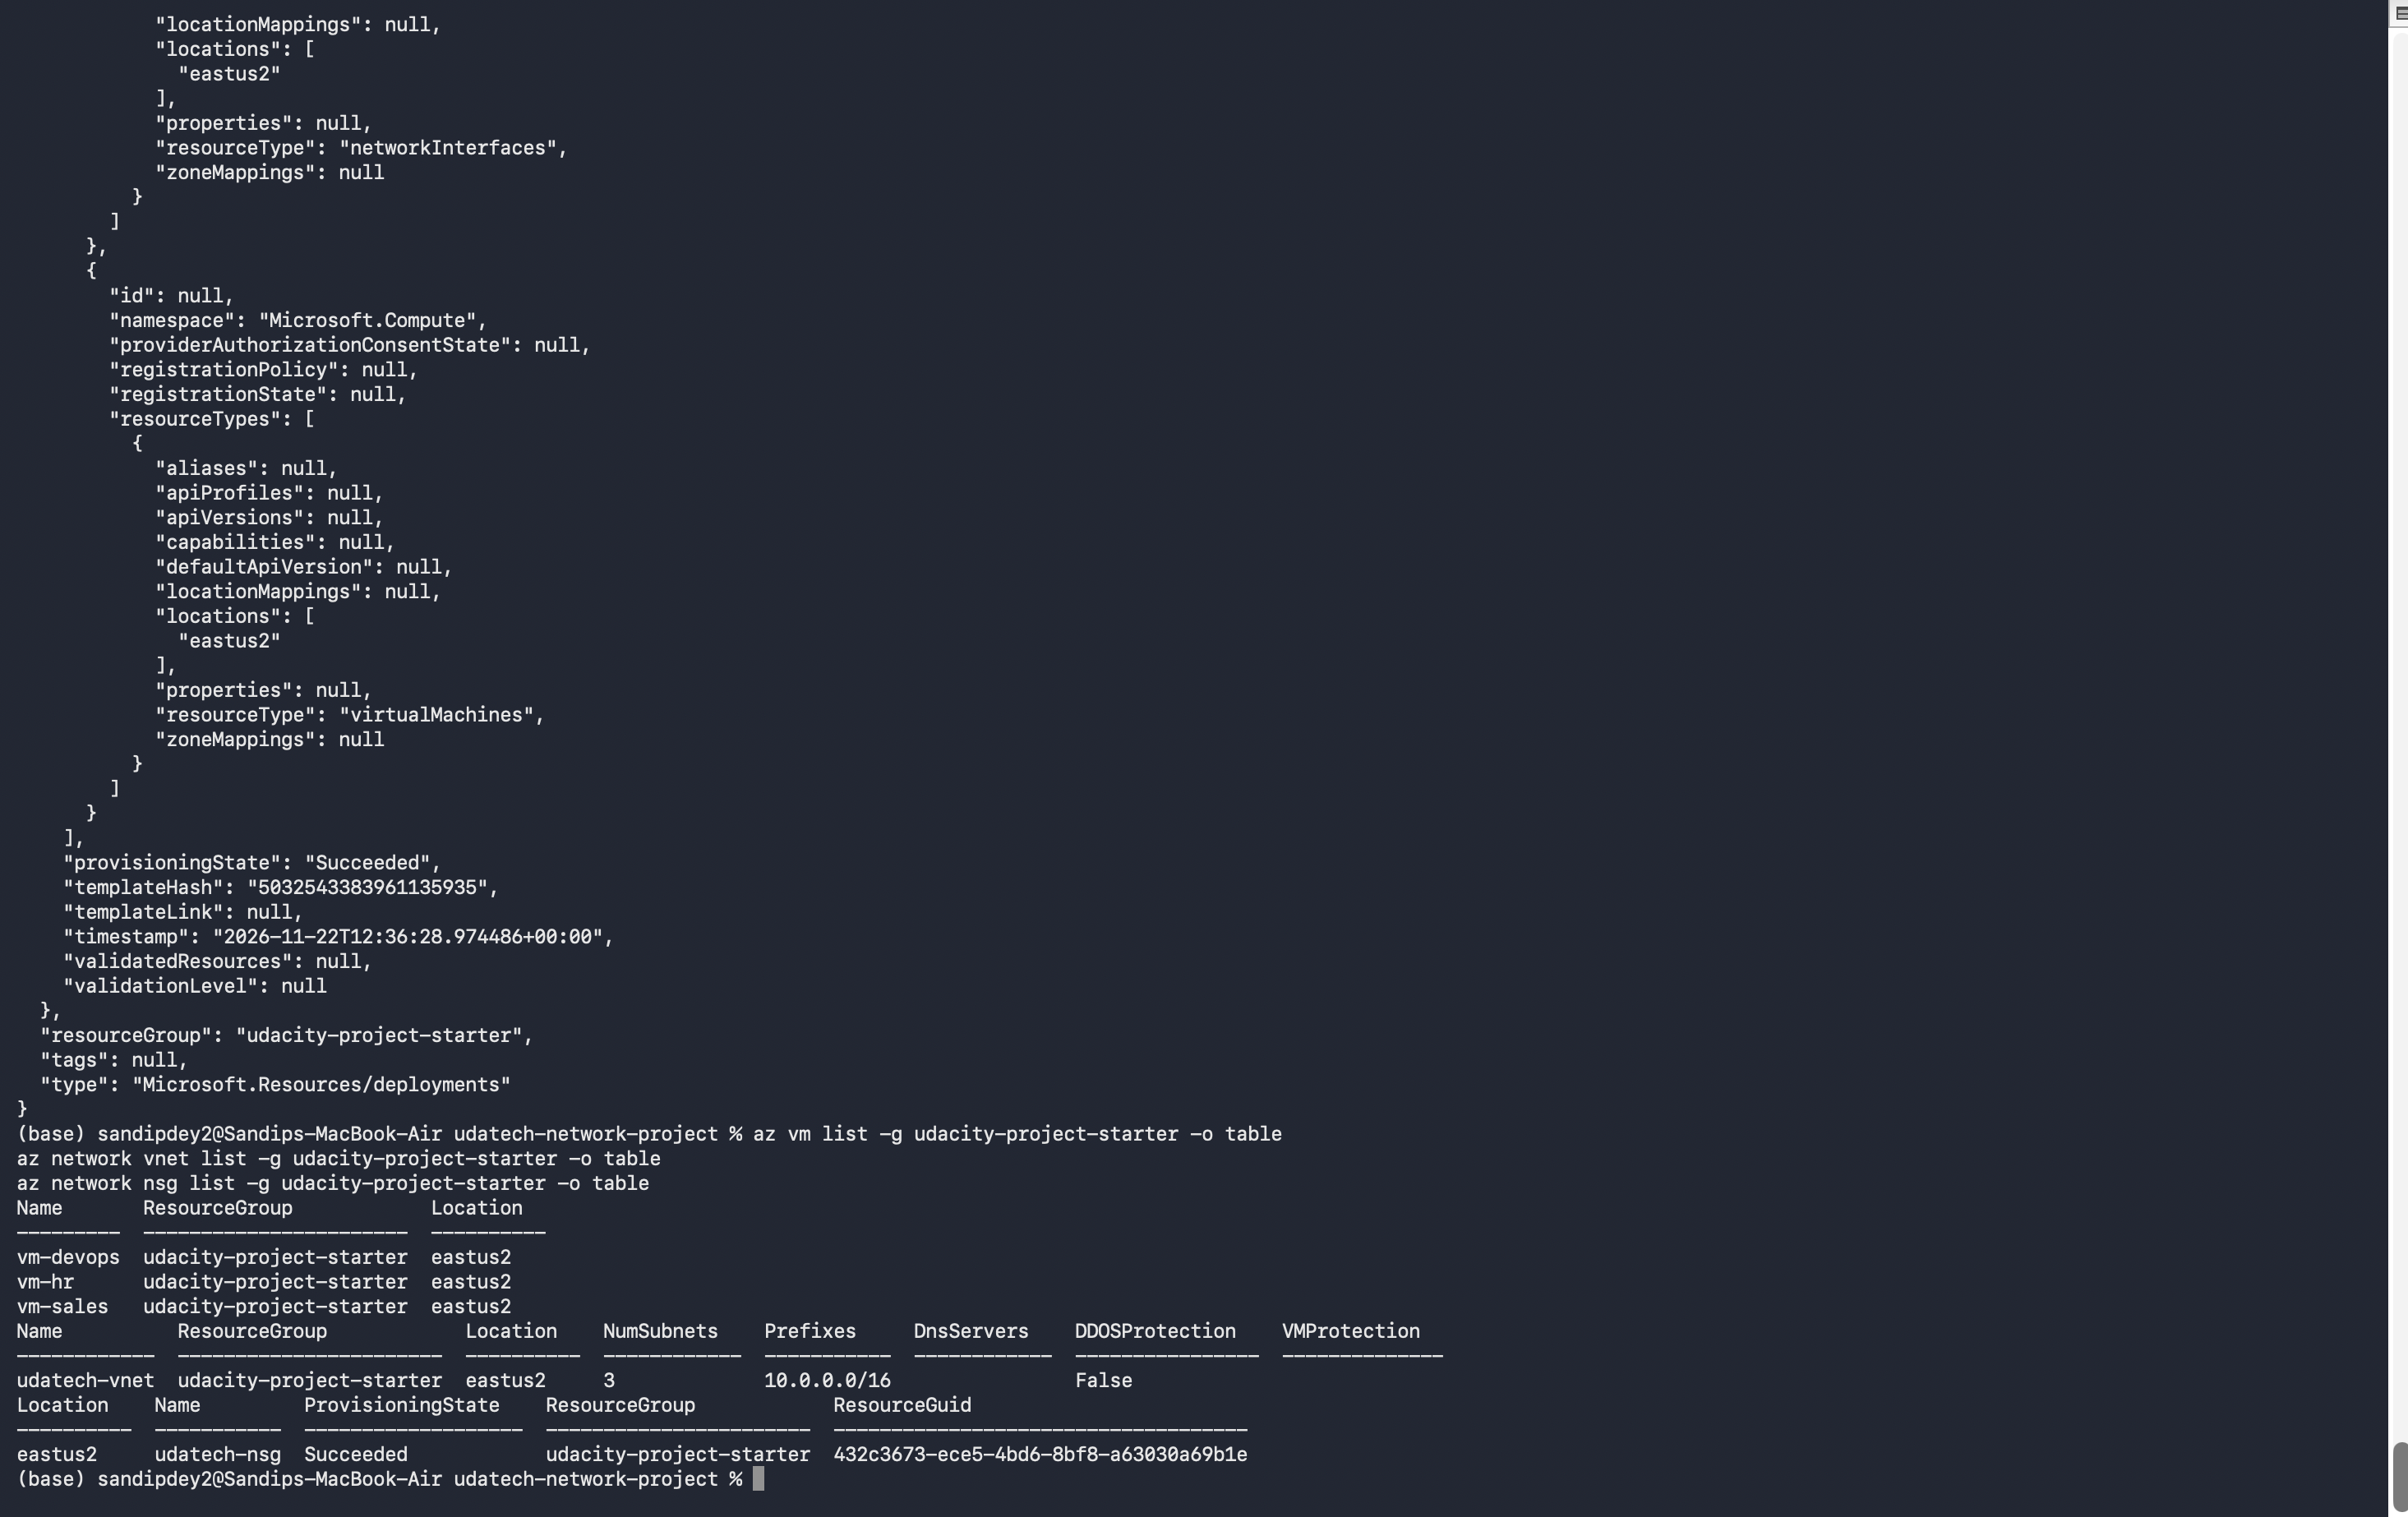 "locationMappings": null,
"locations": [
"eastus2"
],
"properties": null,
"resourceType": "networkInterfaces",
"zoneMappings": null
}
]
},
{
"id": null,
"namespace": "Microsoft.Compute",
"providerAuthorizationConsentState": null,
"registrationPolicy": null,
"registrationState": null,
"resourceTypes": [
{
"aliases": null,
"apiProfiles": null,
"apiVersions": null,
"capabilities": null,
"defaultApiVersion": null,
"locationMappings": null,
"locations": [
"eastus2"
],
"properties": null,
"resourceType": "virtualMachines",
"zoneMappings": null
}
]
}
],
"provisioningState": "Succeeded",
"templateHash": "5032543383961135935",
"templateLink": null,
"timestamp": "2026-11-22T12:36:28.974486+00:00",
"validatedResources": null,
"validationLevel": null
},
"resourceGroup": "udacity-project-starter",
"tags": null,
"type": "Microsoft.Resources/deployments"
}
(base) sandipdey2@Sandips-MacBook-Air udatech-network-project % az vm list -g udacity-project-starter -o table
az network vnet list -g udacity-project-starter -o table
az network nsg list -g udacity-project-starter -o table
Name ResourceGroup Location
--------- ----------------------- ----------
vm-devops udacity-project-starter eastus2
vm-hr udacity-project-starter eastus2
vm-sales udacity-project-starter eastus2
Name ResourceGroup Location NumSubnets Prefixes DnsServers DDOSProtection VMProtection
------------ ----------------------- ---------- ------------ ----------- ------------ ---------------- --------------
udatech-vnet udacity-project-starter eastus2 3 10.0.0.0/16 False
Location Name ProvisioningState ResourceGroup ResourceGuid
---------- ----------- ------------------- ----------------------- ------------------------------------
eastus2 udatech-nsg Succeeded udacity-project-starter 432c3673-ece5-4bd6-8bf8-a63030a69b1e
(base) sandipdey2@Sandips-MacBook-Air udatech-network-project %